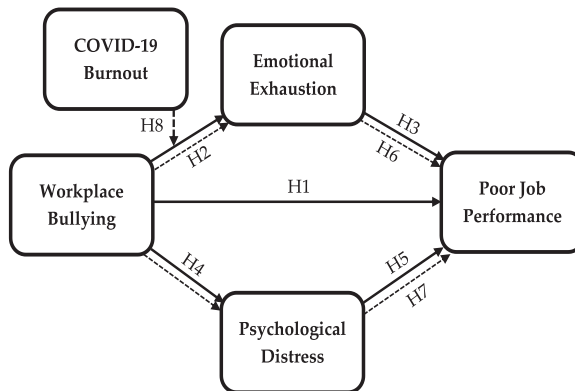 COVID-19
Burnout
Emotional
Exhaustion
H8
H2
H3
H6
Workplace
Bullying
H1
Poor Job
Performance
H4
H5
H7
Psychological
Distress